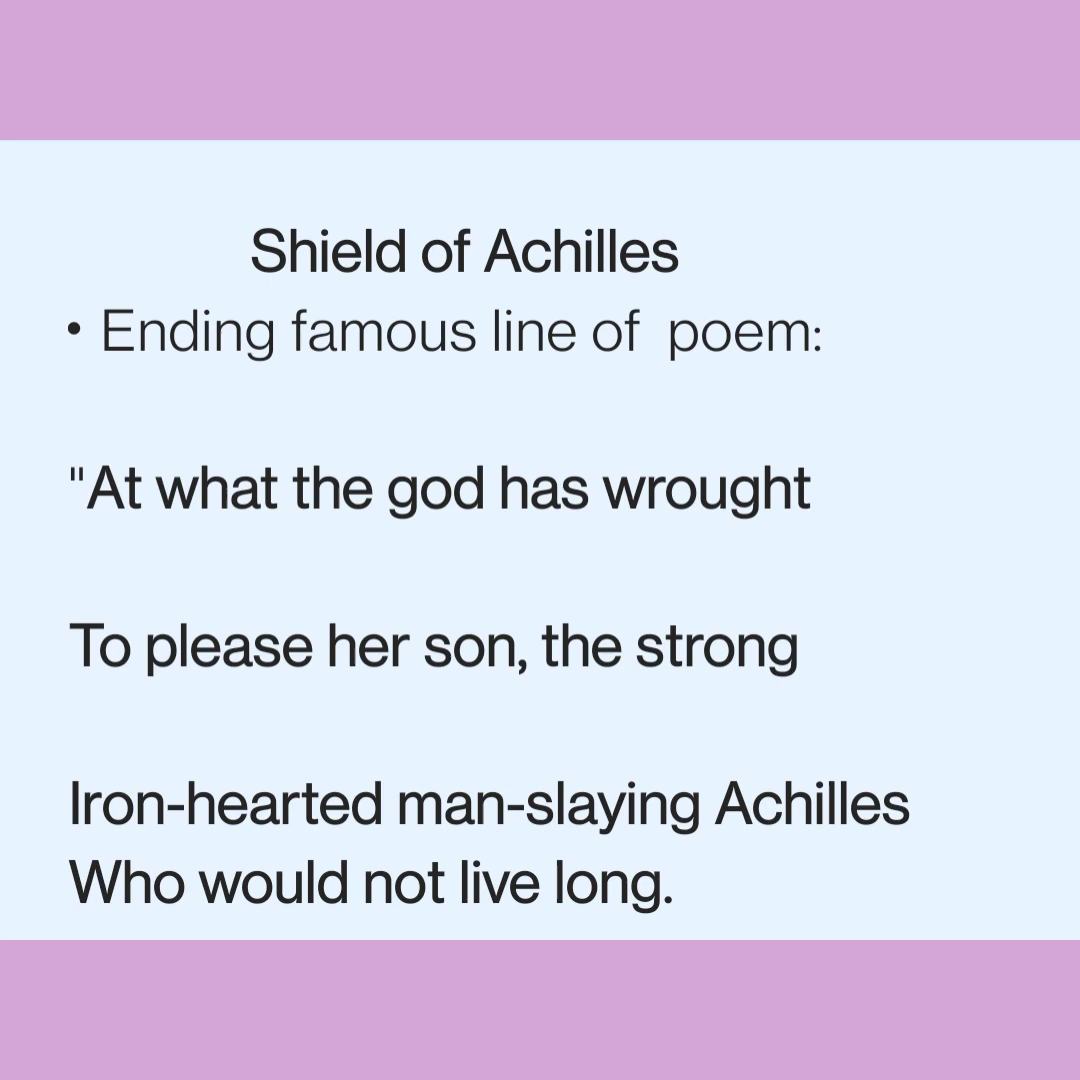 Shield of Achilles
• Ending famous line of  poem:
"At what the god has wrought
To please her son, the strong
Iron-hearted man-slaying Achilles
Who would not live long.